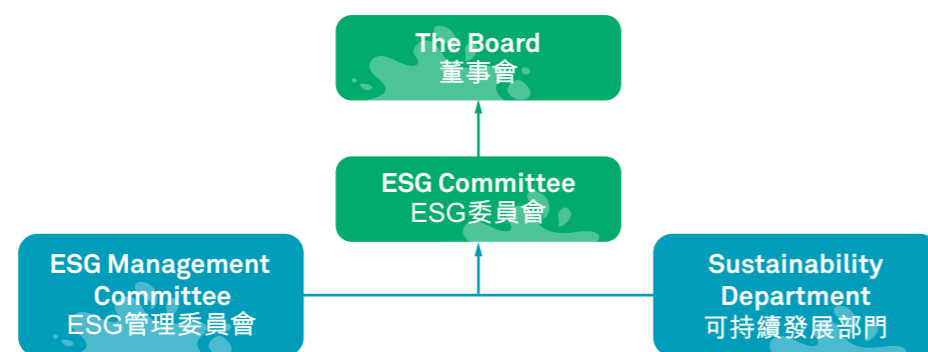 The Board
董事會
ESG Committee
ESG委員會
ESG Management
Committee
ESG管理委員會
Sustainability
Department
可持續發展部門